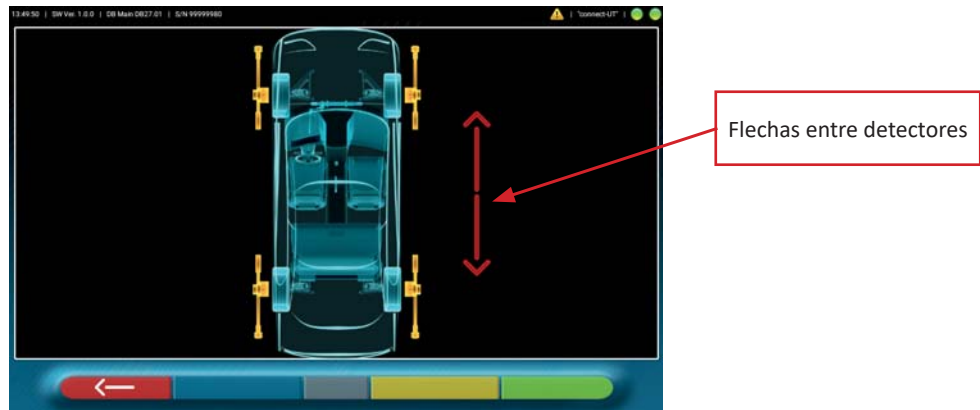 13:49:50 | SW Ver. 1.0.0 | DB Main DB27.01 | S/N 99999980 | "connect-UT" |
Flechas entre detectores